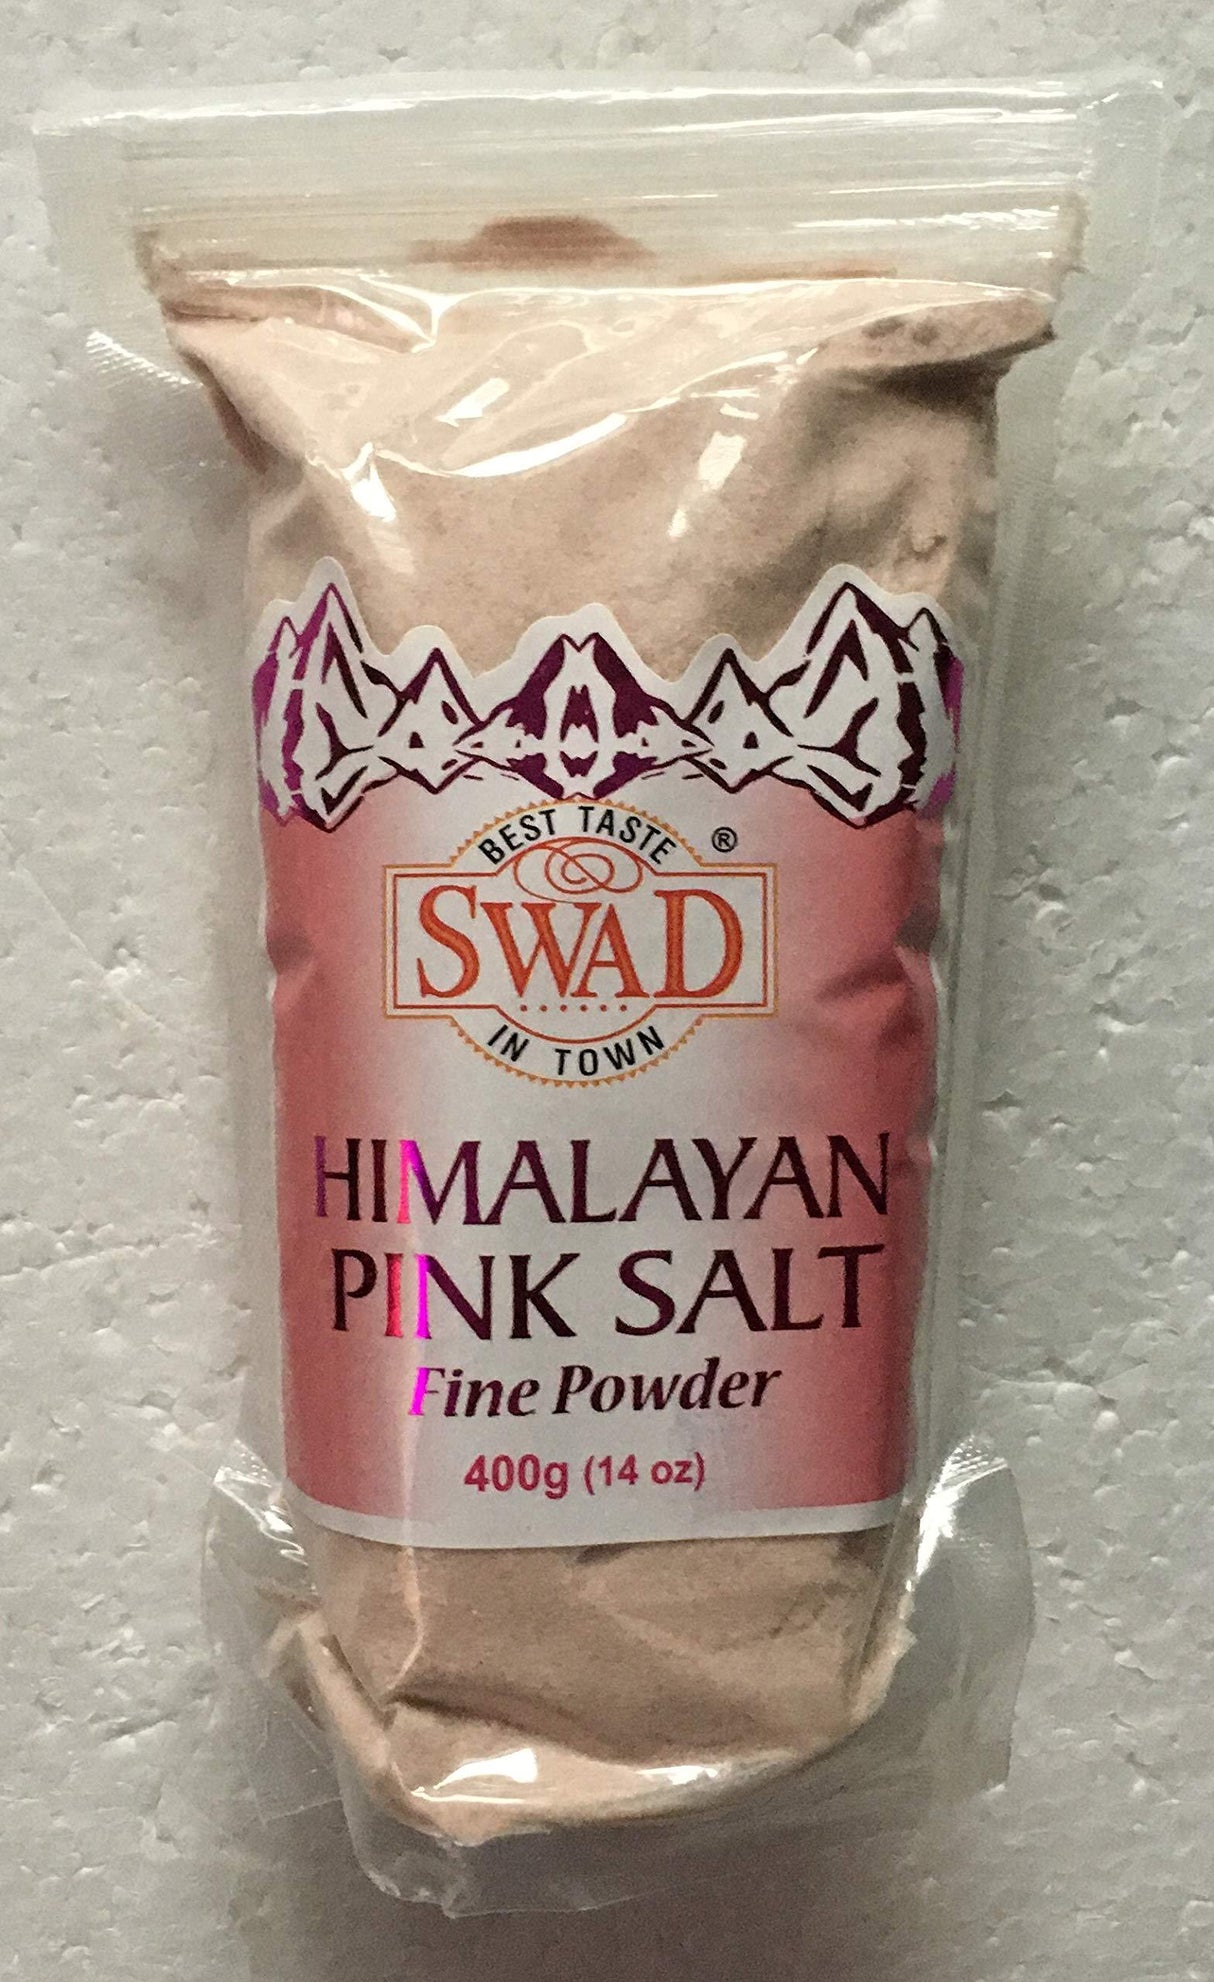 BEST TASTE
®
SWAD
IN TOWN
HIMALAYAN
PINK SALT
Fine Powder
400g (14 oz)